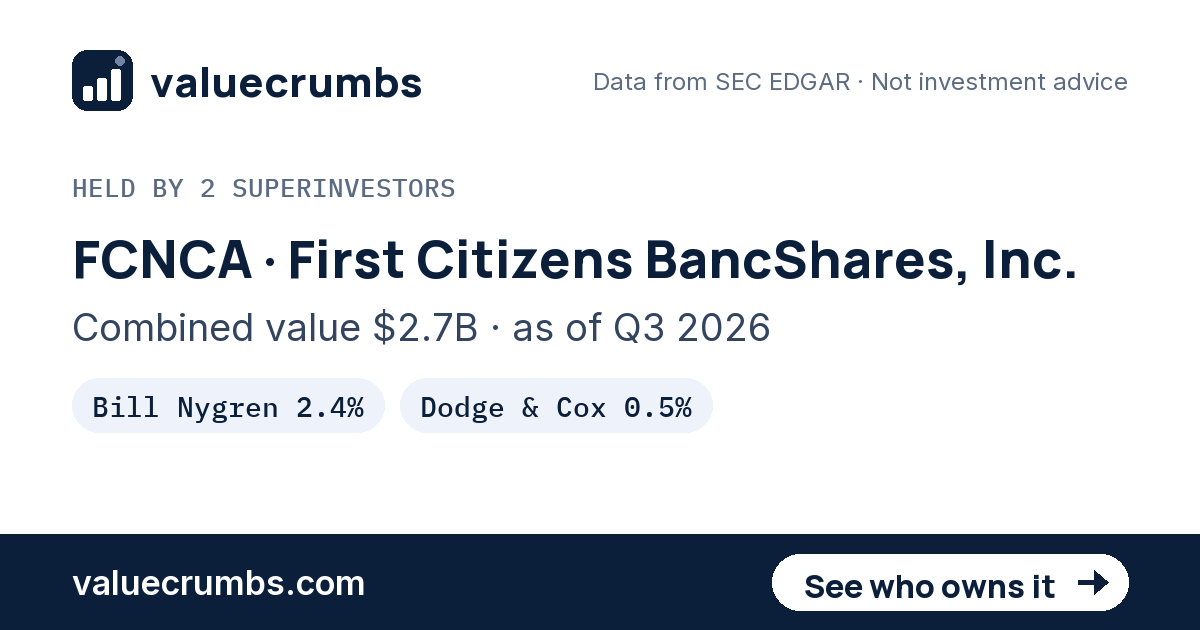 valuecrumbs
Data from SEC EDGAR · Not investment advice
HELD BY 2 SUPERINVESTORS
FCNCA · First Citizens BancShares, Inc.
Combined value $2.7B · as of Q3 2026
Bill Nygren 2.4%
Dodge & Cox 0.5%
valuecrumbs.com
See who owns it →